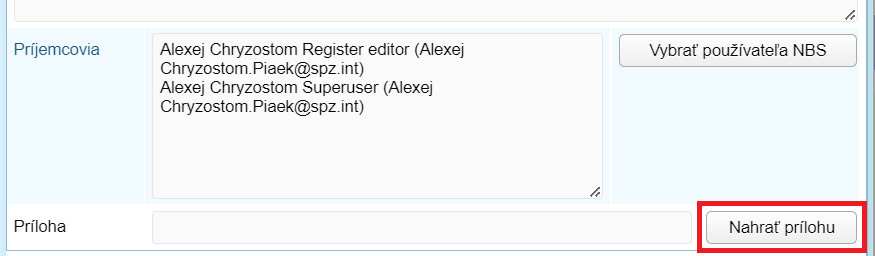 Príjemcovia
Alexej Chryzostom Register editor (Alexej
Chryzostom.Piaek@spz.int)
Alexej Chryzostom Superuser (Alexej
Chryzostom.Piaek@spz.int)
Vybrať používateľa NBS
Príloha
Nahrať prílohu